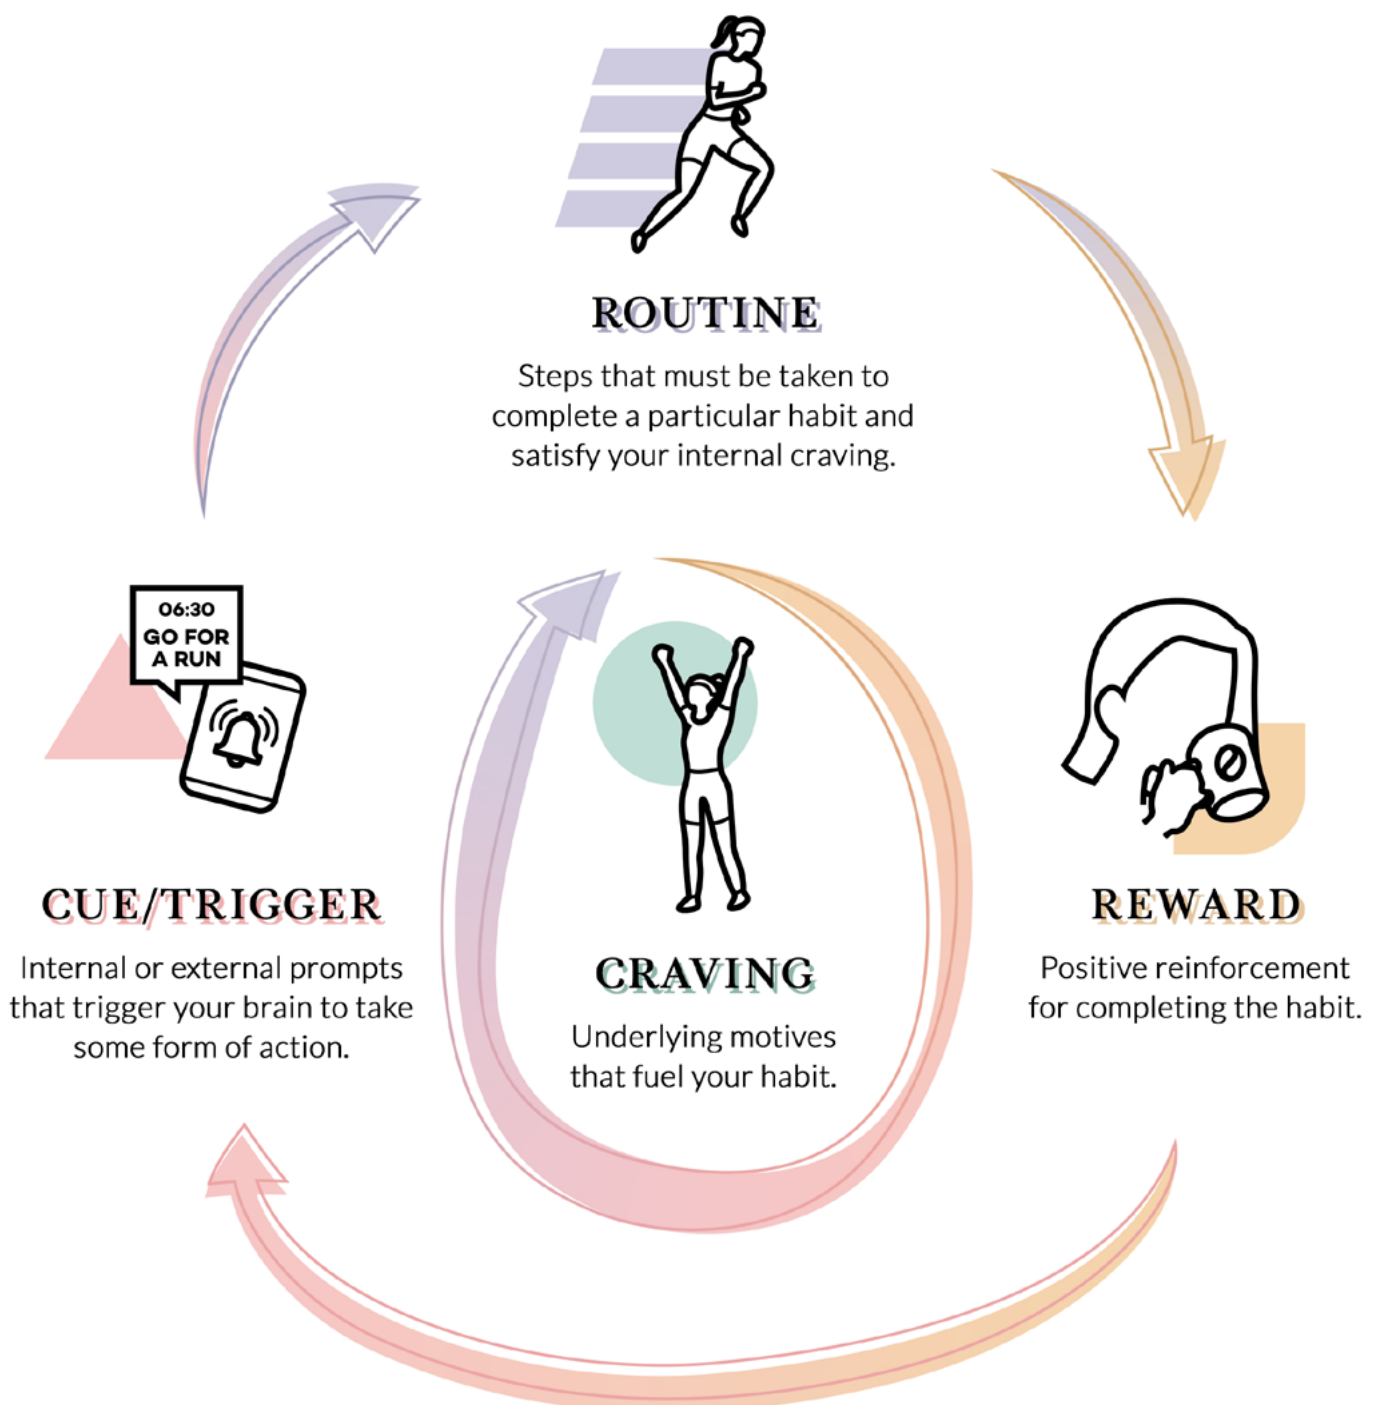 ROUTINE
Steps that must be taken to
complete a particular habit and
satisfy your internal craving.
06:30
GO FOR
A RUN
CUE/TRIGGER
Internal or external prompts
that trigger your brain to take
some form of action.
CRAVING
Underlying motives
that fuel your habit.
REWARD
Positive reinforcement
for completing the habit.